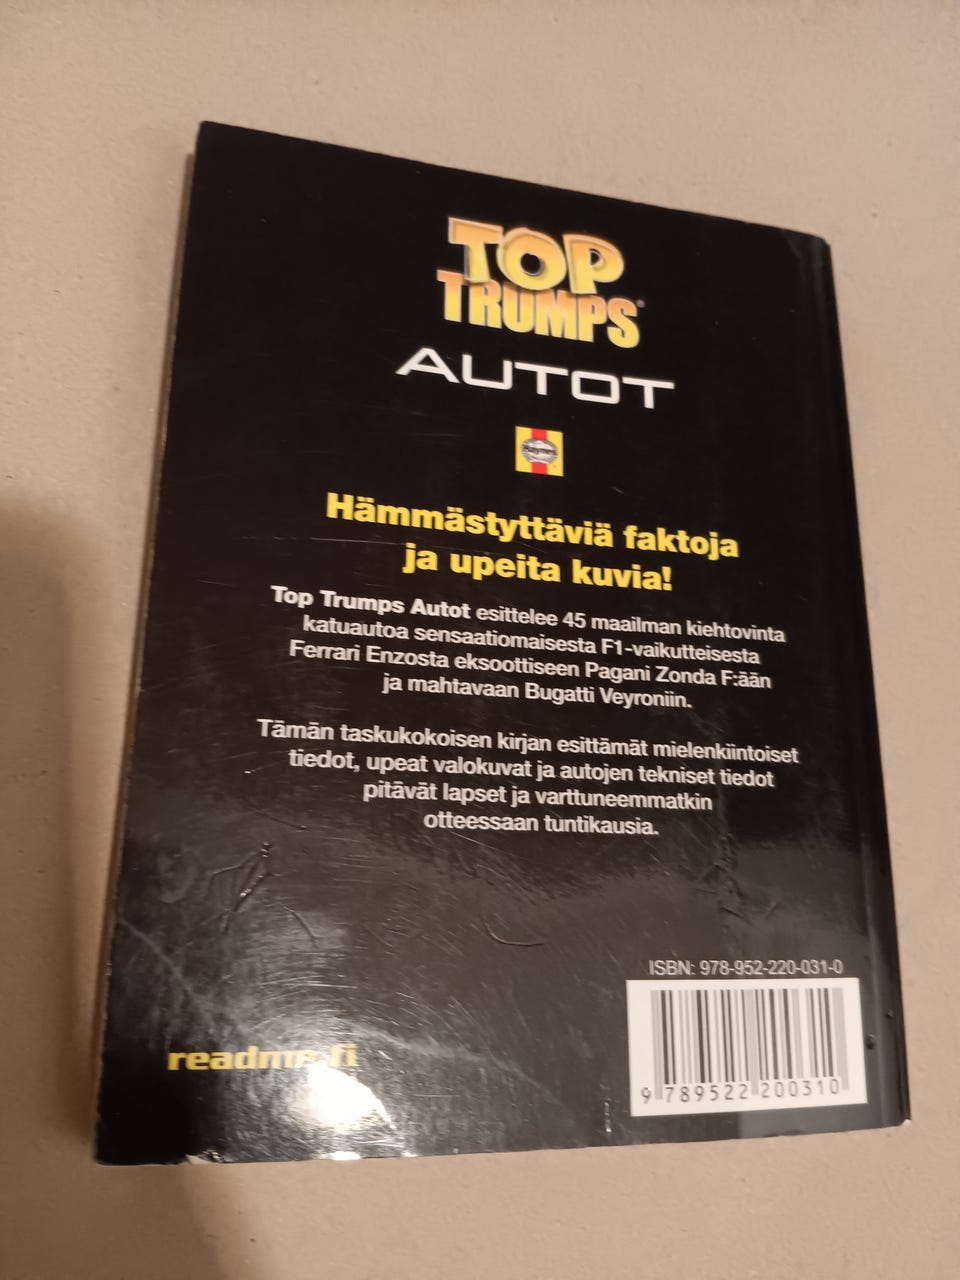 TOP
TRUMPS
AUTOT
Haynes
Hämmästyttäviä faktoja
ja upeita kuvia!
Top Trumps Autot esittelee 45 maailman kiehtovinta
katuautoa sensaatiomaisesta F1-vaikutteisesta
Ferrari Enzosta eksoottiseen Pagani Zonda F:ään
ja mahtavaan Bugatti Veyroniin.
Tämän taskukokoisen kirjan esittämät mielenkiintoiset
tiedot, upeat valokuvat ja autojen tekniset tiedot
pitävät lapset ja varttuneemmatkin
otteessaan tuntikausia.
ISBN: 978-952-220-031-0
readme.fi
9 789522 200310